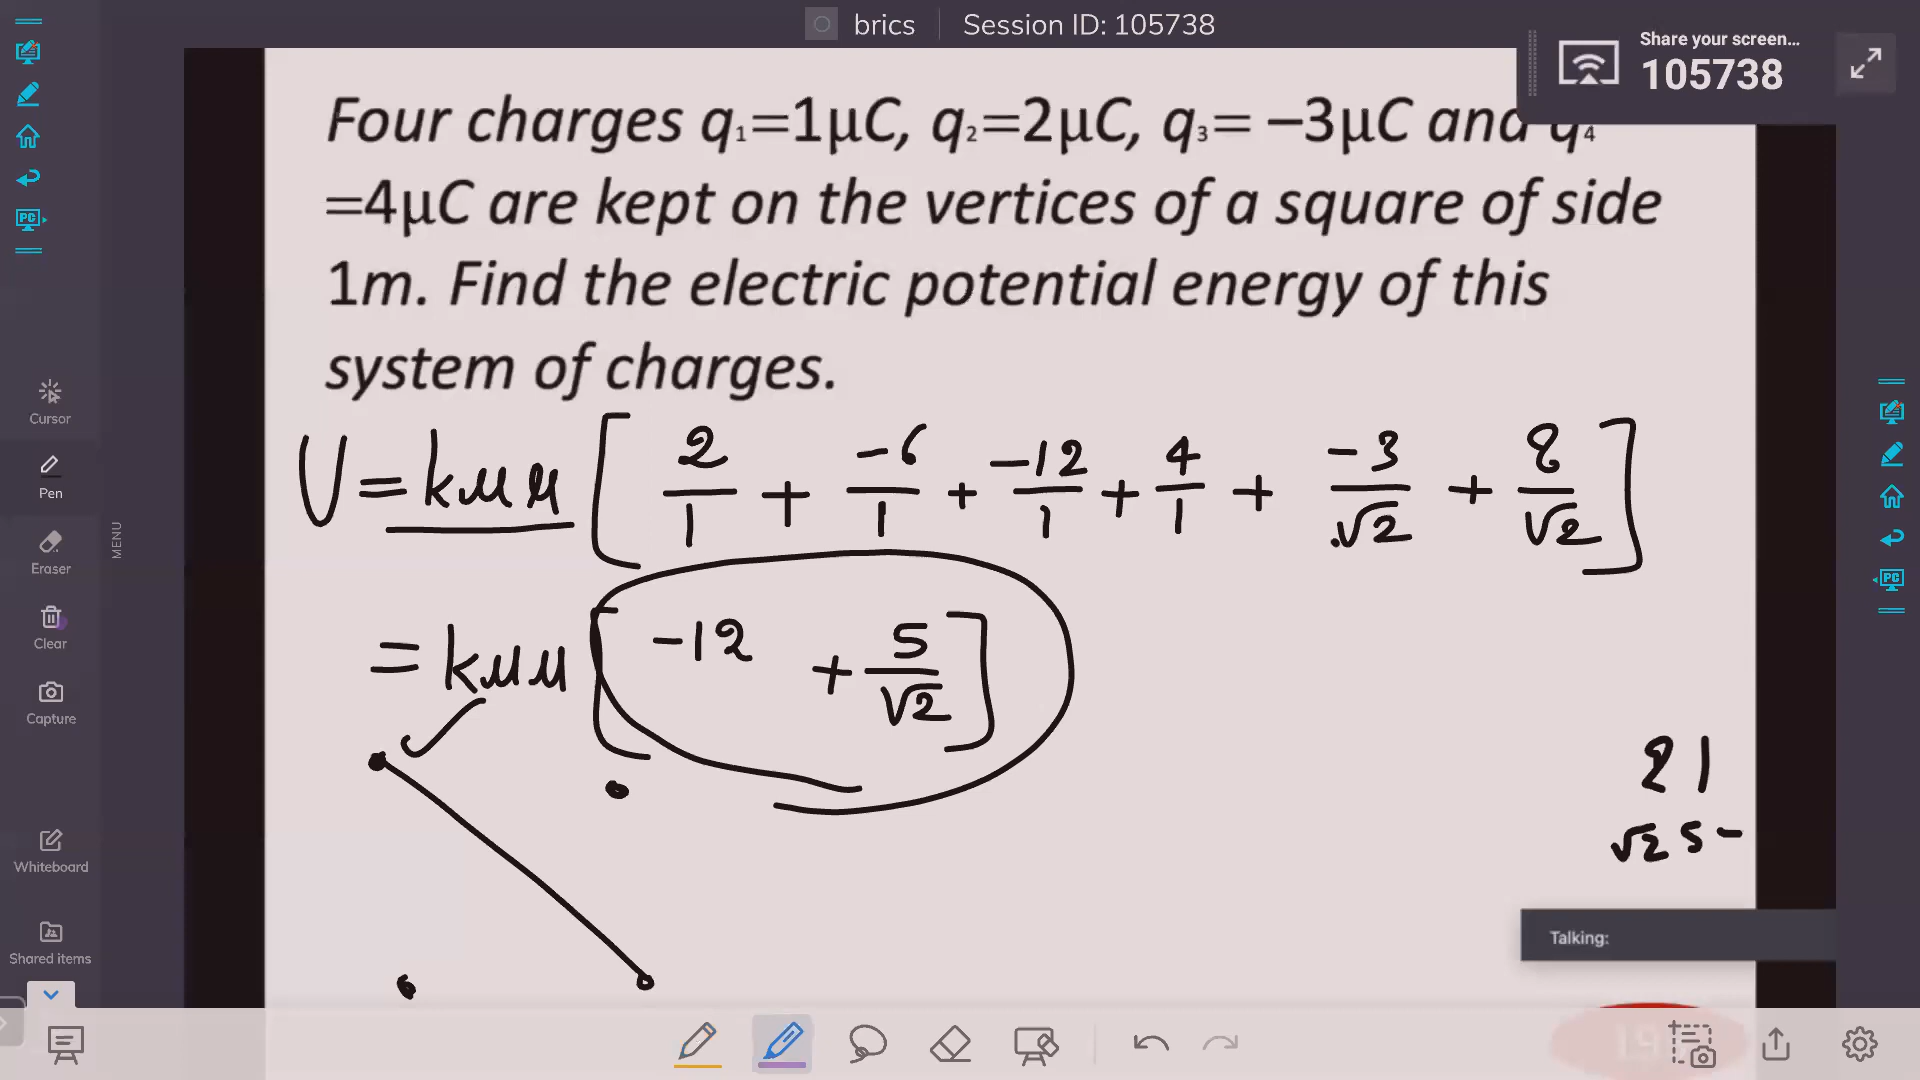 brics Session ID: 105738
Share your screen...
105738
Four charges q₁=1μC, q₂=2μC, q₃= −3μC and q₄
=4μC are kept on the vertices of a square of side
1m. Find the electric potential energy of this
system of charges.
U = kμμ [ 2/1 + -6/1 + -12/1 + 4/1 + -3/√2 + 8/√2 ]
= kμμ [ -12 + 5/√2 ]
21
√2 5 -
Cursor
Pen
Eraser
Clear
Capture
Whiteboard
Shared items
MENU
PC
PC
Talking:
19